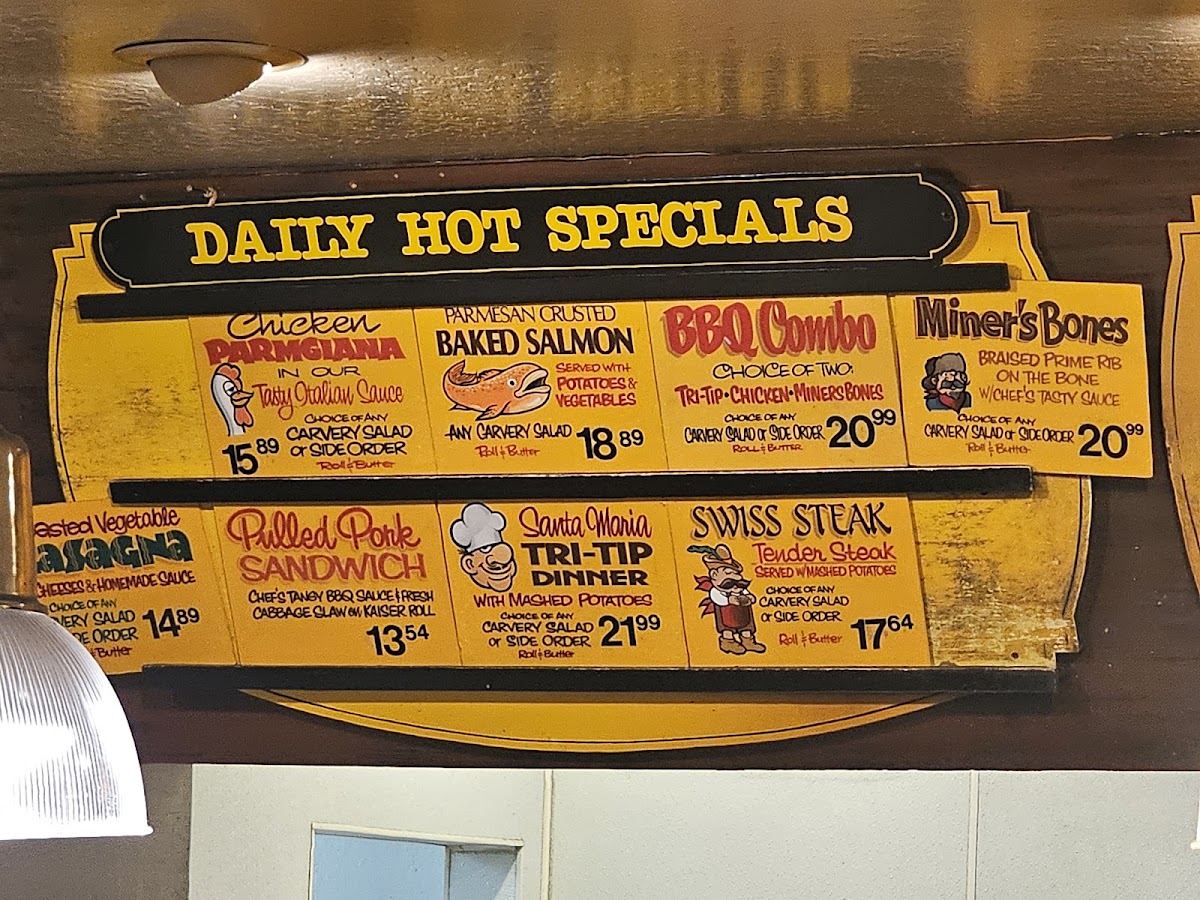 DAILY HOT SPECIALS
Chicken
PARMGIANA
IN OUR
Tasty Italian Sauce
CHOICE OF ANY
CARVERY SALAD
or SIDE ORDER
Roll & Butter
15 89
PARMESAN CRUSTED
BAKED SALMON
SERVED WITH
POTATOES &
VEGETABLES
ANY CARVERY SALAD
Roll & Butter
18 89
BBQ Combo
CHOICE OF TWO:
TRI-TIP • CHICKEN • MINERS BONES
CHOICE OF ANY
CARVERY SALAD or SIDE ORDER
ROLL & BUTTER
20 99
Miner's Bones
BRAISED PRIME RIB
ON THE BONE
W/CHEF'S TASTY SAUCE
CHOICE OF ANY
CARVERY SALAD or SIDE ORDER
Roll & Butter
20 99
asted Vegetable
asagna
CHEESES & HOMEMADE SAUCE
CHOICE OF ANY
VERY SALAD
DE ORDER
& Butter
14 89
Pulled Pork
SANDWICH
CHEF'S TANGY BBQ SAUCE & FRESH
CABBAGE SLAW ON KAISER ROLL
13 54
Santa Maria
TRI-TIP
DINNER
WITH MASHED POTATOES
CHOICE OF ANY
CARVERY SALAD
or SIDE ORDER
Roll & Butter
21 99
SWISS STEAK
Tender Steak
SERVED W/MASHED POTATOES
CHOICE OF ANY
CARVERY SALAD
or SIDE ORDER
Roll & Butter
17 64